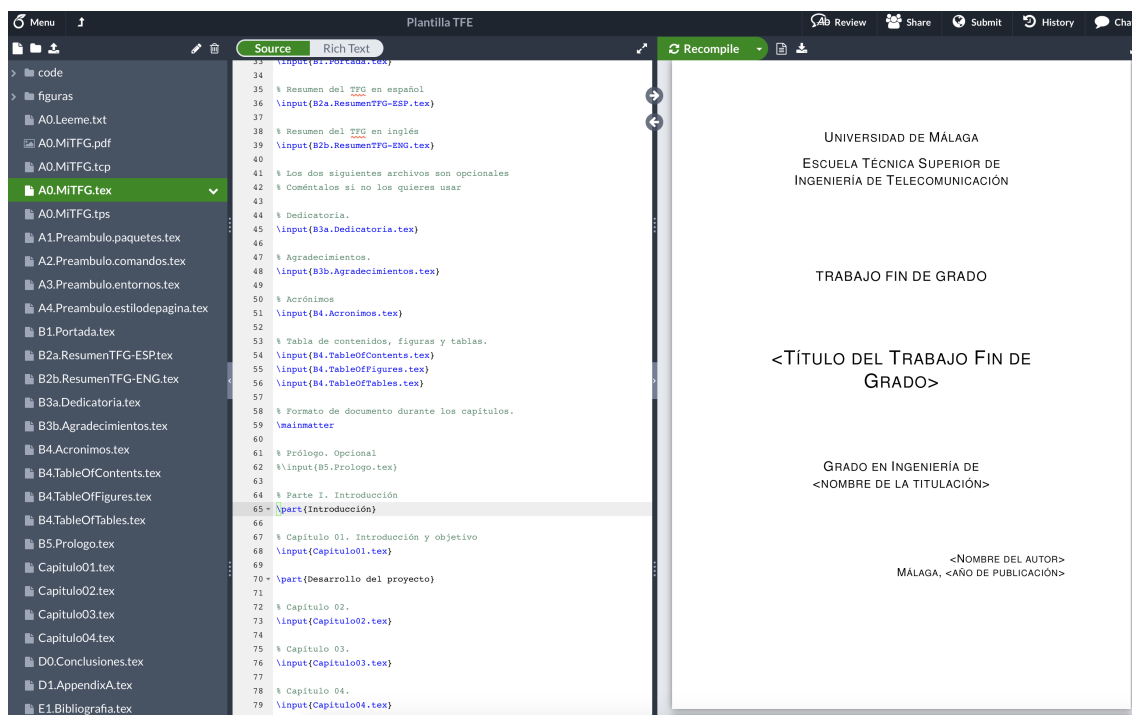 Menu
Plantilla TFE
Review
Share
Submit
History
Source
Rich Text
Recompile
code
figuras
A0.Leeme.txt
A0.MiTFG.pdf
A0.MiTFG.tcp
A0.MiTFG.tex
A0.MiTFG.tps
A1.Preambulo.paquetes.tex
A2.Preambulo.comandos.tex
A3.Preambulo.entornos.tex
A4.Preambulo.estilodepagina.tex
B1.Portada.tex
B2a.ResumenTFG-ESP.tex
B2b.ResumenTFG-ENG.tex
B3a.Dedicatoria.tex
B3b.Agradecimientos.tex
B4.Acronimos.tex
B4.TableOfContents.tex
B4.TableOfFigures.tex
B4.TableOfTables.tex
B5.Prologo.tex
Capitulo01.tex
Capitulo02.tex
Capitulo03.tex
Capitulo04.tex
D0.Conclusiones.tex
D1.AppendixA.tex
E1.Bibliografia.tex
33 \input{B1.Portada.tex}
34
35 % Resumen del TFG en español
36 \input{B2a.ResumenTFG-ESP.tex}
37
38 % Resumen del TFG en inglés
39 \input{B2b.ResumenTFG-ENG.tex}
40
41 % Los dos siguientes archivos son opcionales
42 % Coméntalos si no los quieres usar
43
44 % Dedicatoria.
45 \input{B3a.Dedicatoria.tex}
46
47 % Agradecimientos.
48 \input{B3b.Agradecimientos.tex}
49
50 % Acrónimos
51 \input{B4.Acronimos.tex}
52
53 % Tabla de contenidos, figuras y tablas.
54 \input{B4.TableOfContents.tex}
55 \input{B4.TableOfFigures.tex}
56 \input{B4.TableOfTables.tex}
57
58 % Formato de documento durante los capítulos.
59 \mainmatter
60
61 % Prólogo. Opcional
62 %\input{B5.Prologo.tex}
63
64 % Parte I. Introducción
65 \part{Introducción}
66
67 % Capítulo 01. Introducción y objetivo
68 \input{Capitulo01.tex}
69
70 \part{Desarrollo del proyecto}
71
72 % Capítulo 02.
73 \input{Capitulo02.tex}
74
75 % Capítulo 03.
76 \input{Capitulo03.tex}
77
78 % Capítulo 04.
79 \input{Capitulo04.tex}
UNIVERSIDAD DE MÁLAGA
ESCUELA TÉCNICA SUPERIOR DE
INGENIERÍA DE TELECOMUNICACIÓN
TRABAJO FIN DE GRADO
<TÍTULO DEL TRABAJO FIN DE
GRADO>
GRADO EN INGENIERÍA DE
<NOMBRE DE LA TITULACIÓN>
<NOMBRE DEL AUTOR>
MÁLAGA, <AÑO DE PUBLICACIÓN>